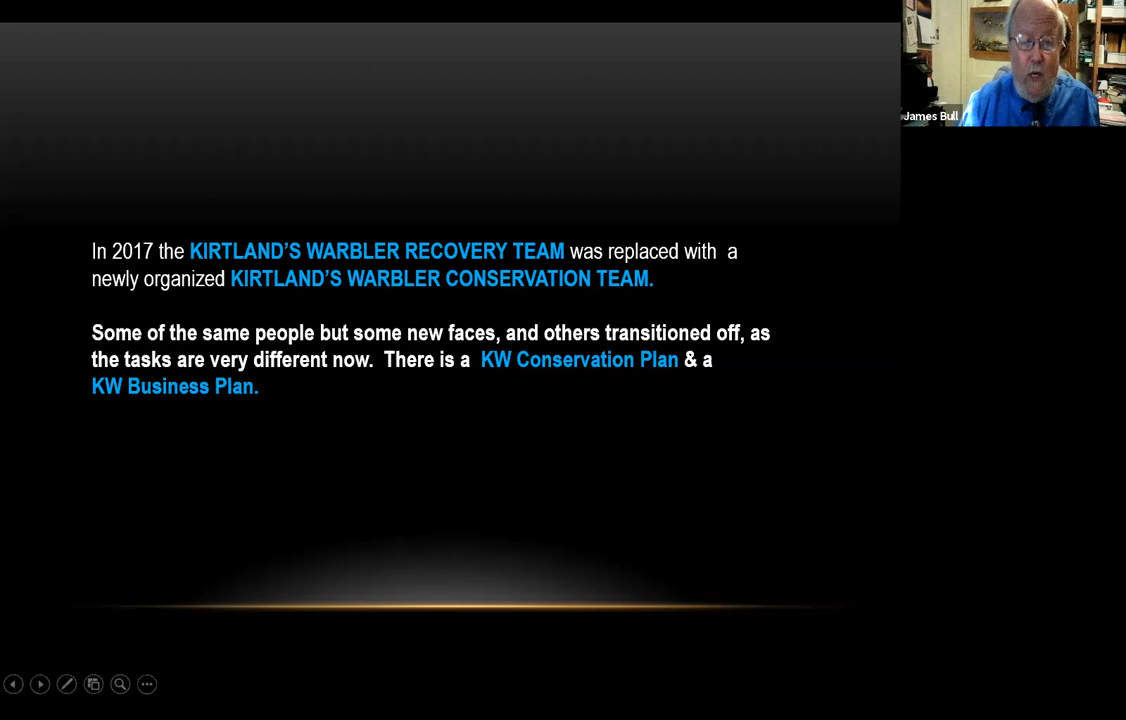 James Bull
In 2017 the KIRTLAND’S WARBLER RECOVERY TEAM was replaced with a
newly organized KIRTLAND’S WARBLER CONSERVATION TEAM.
Some of the same people but some new faces, and others transitioned off, as
the tasks are very different now. There is a KW Conservation Plan & a
KW Business Plan.